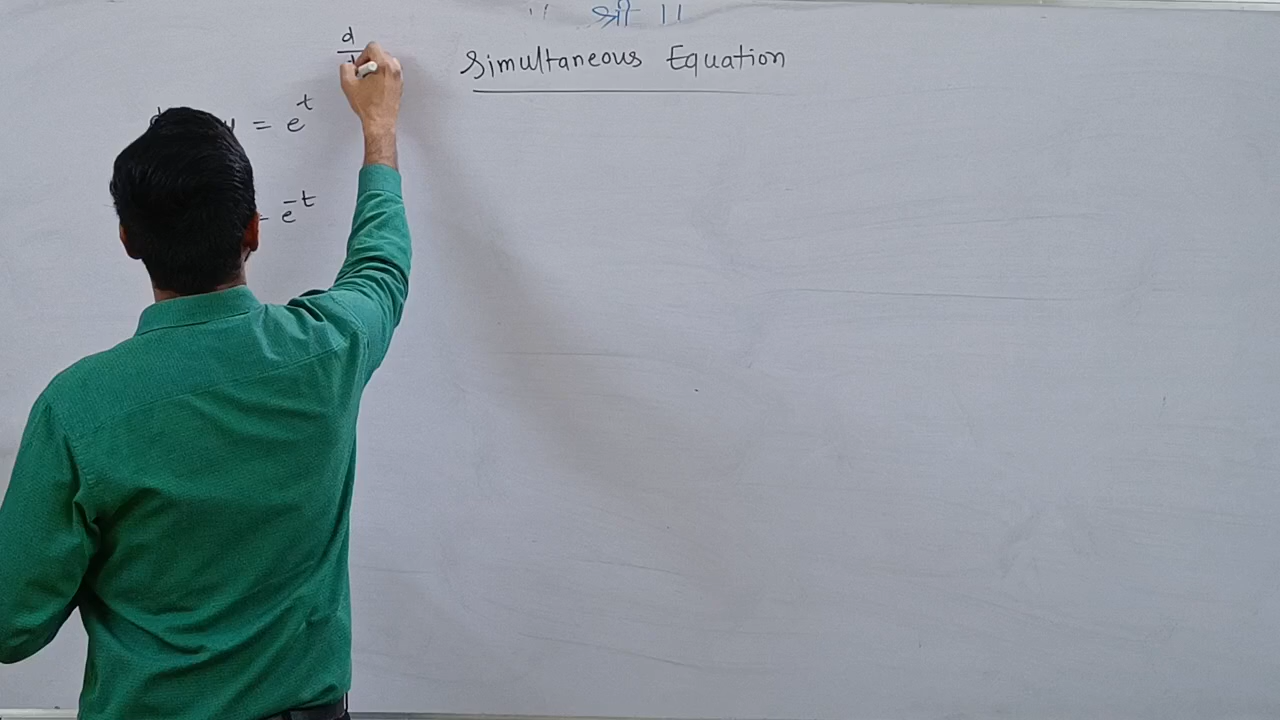 ॥ श्री ॥
Simultaneous Equation
d
y = e^t
= e^-t